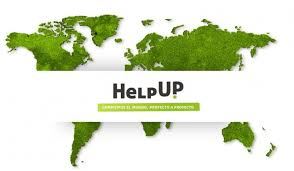 HELPUP
CAMBIEMOS EL MUNDO, PROYECTO A PROYECTO